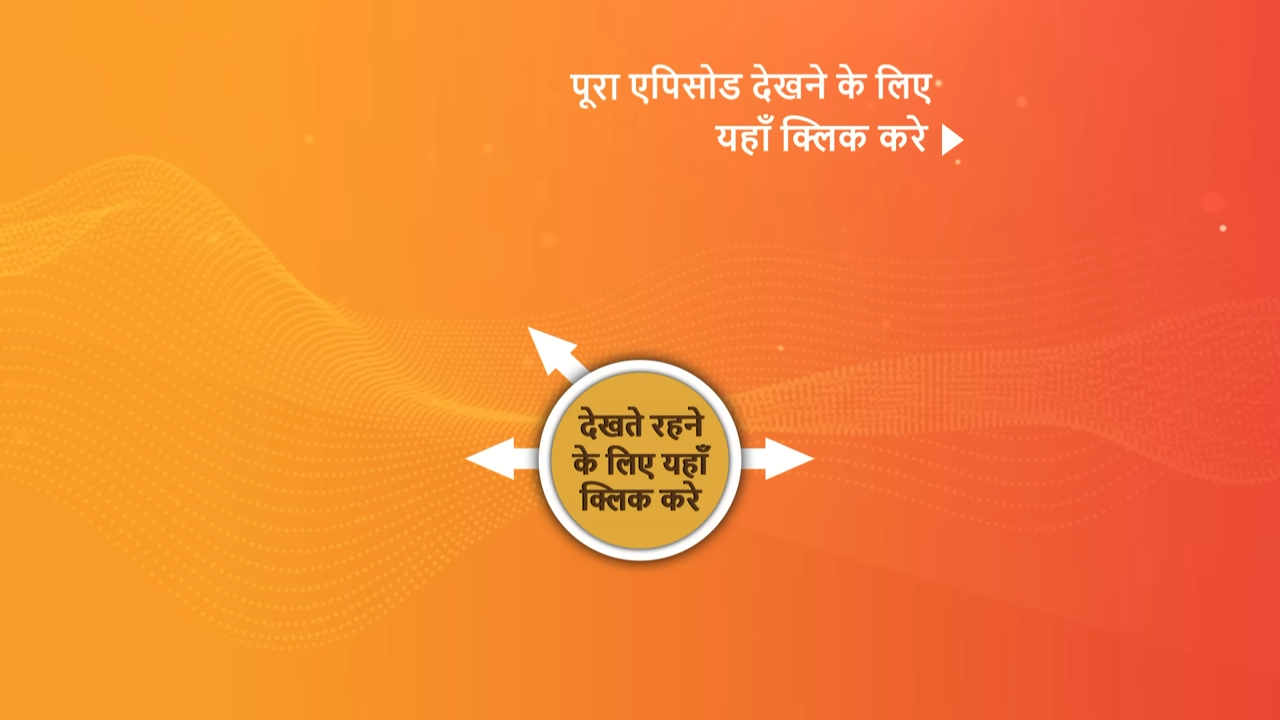 पूरा एपिसोड देखने के लिए
यहाँ क्लिक करे
देखते रहने
के लिए यहाँ
क्लिक करे